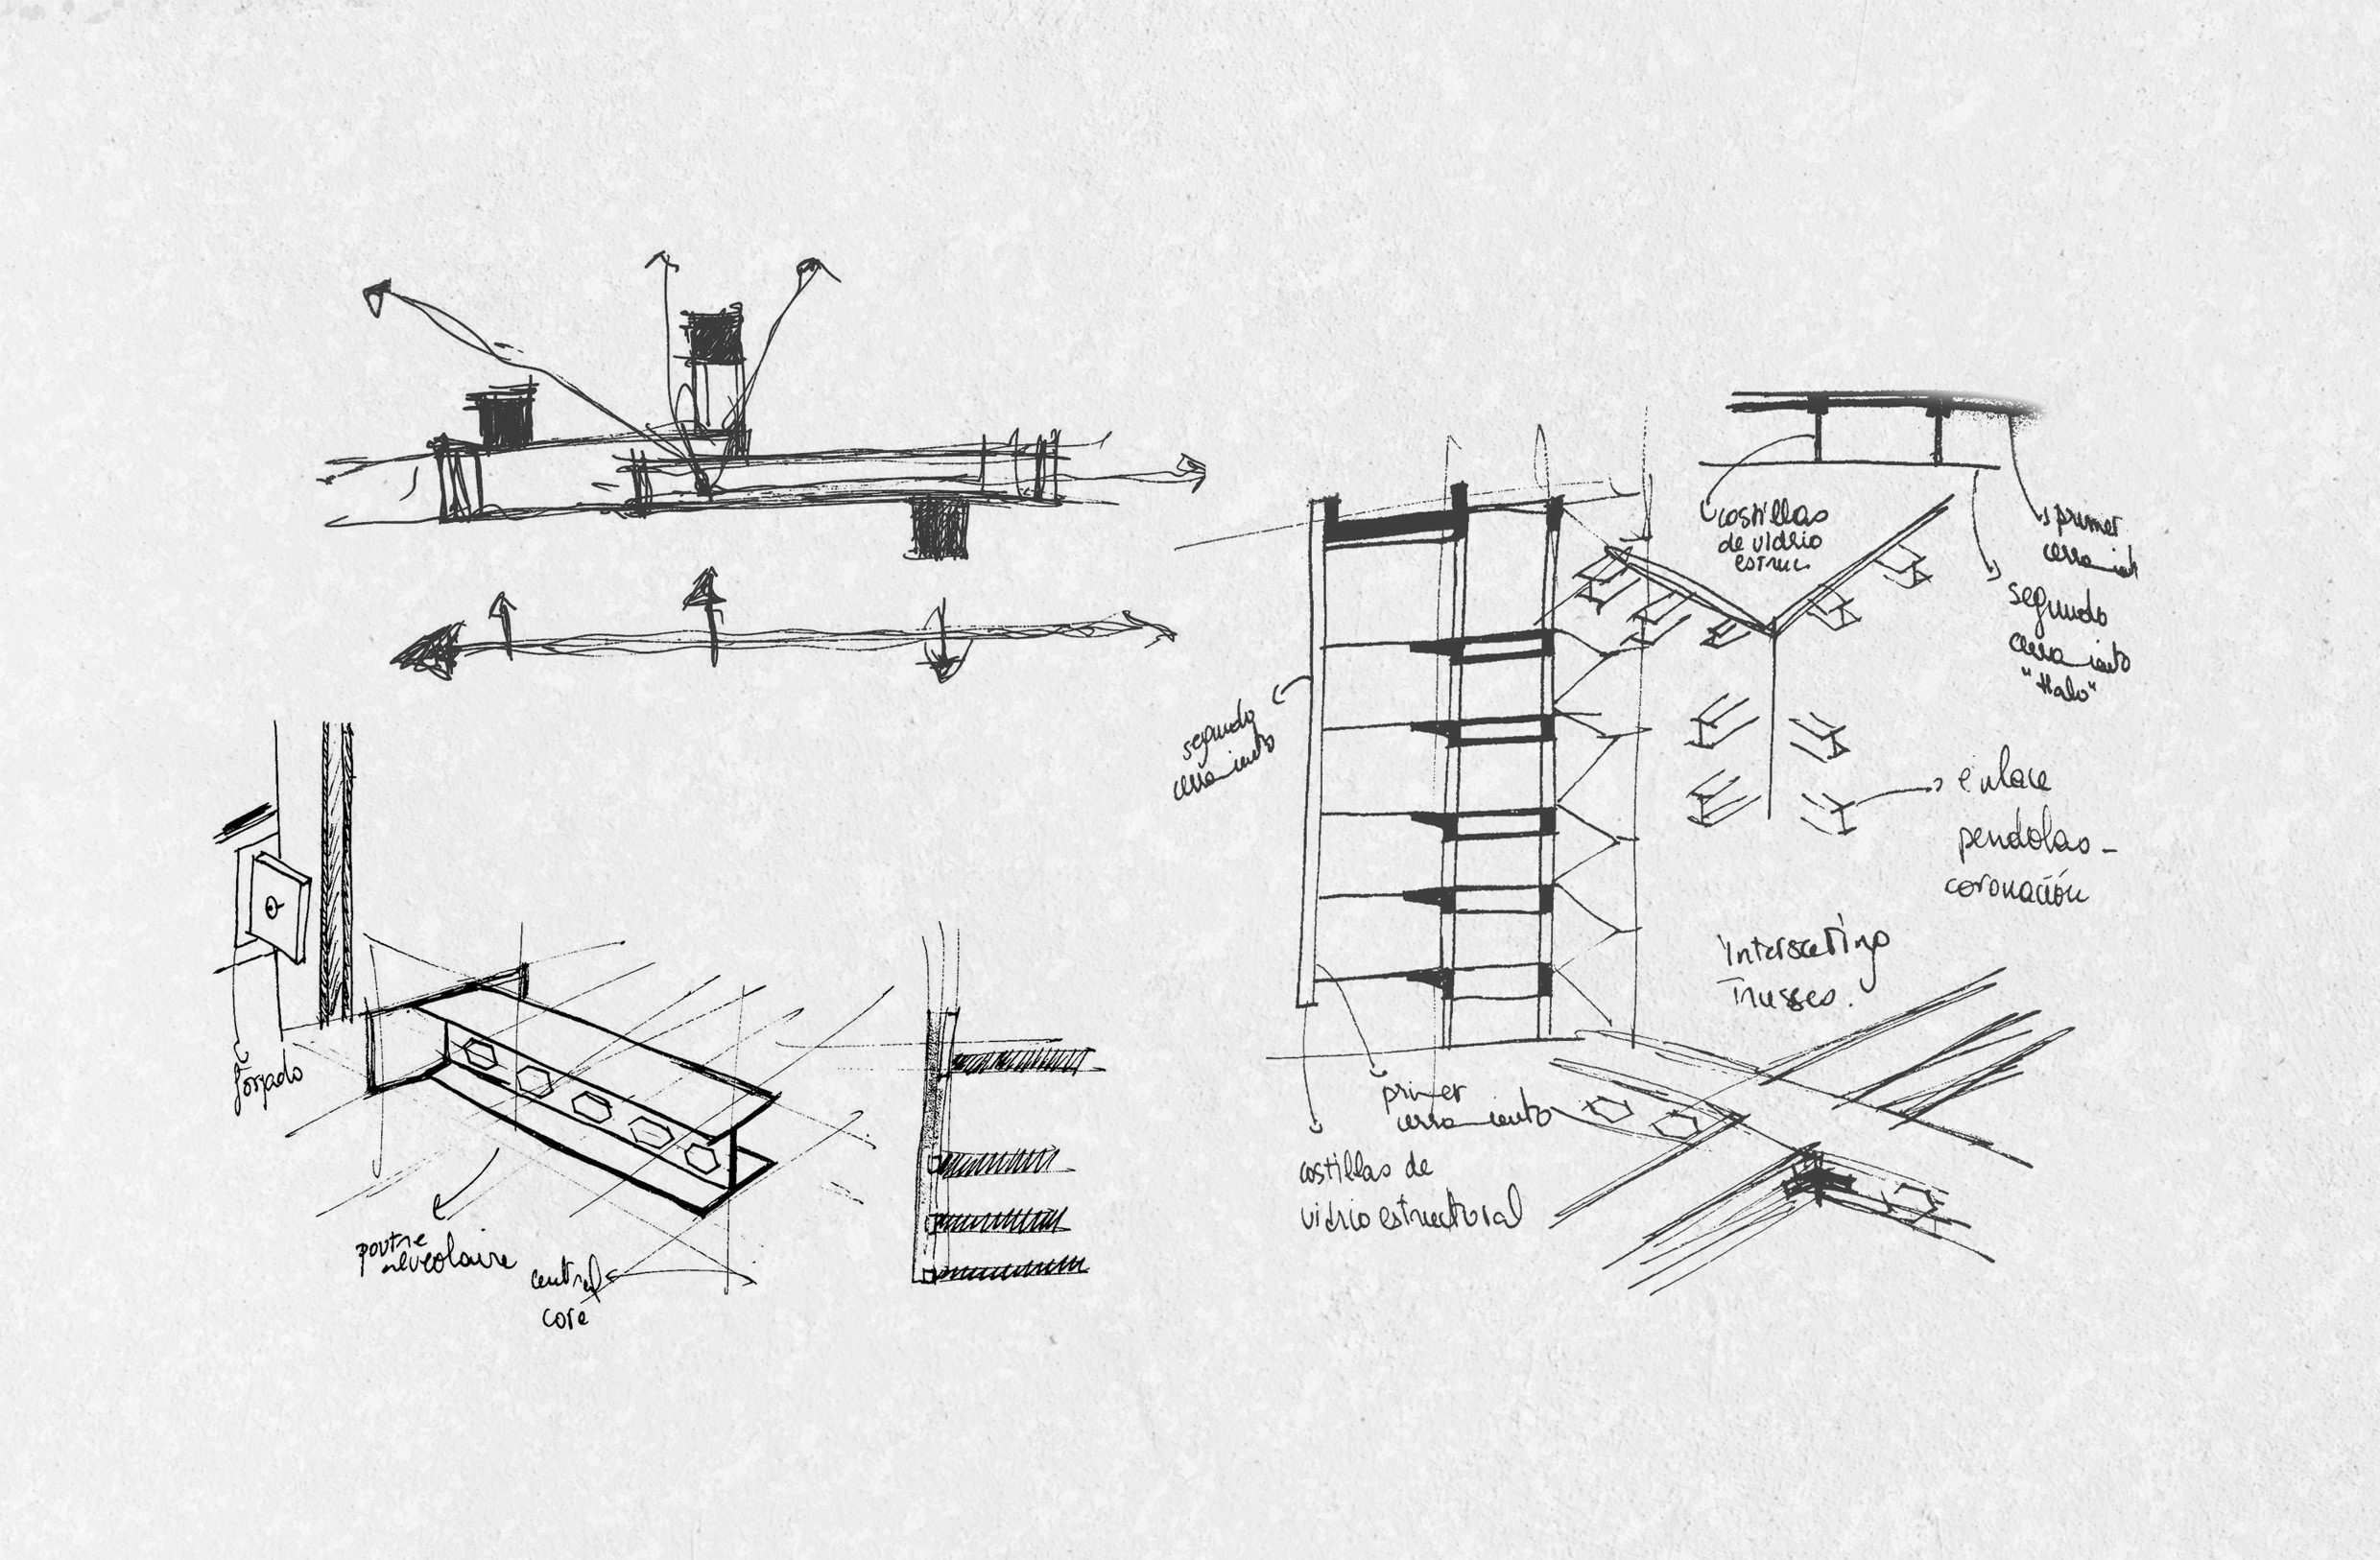 forjado
poutre
alveolaire
central
core
segundo
cerramiento
primer
cerramiento
costillas de
vidrio estructural
costillas
de vidrio
estruc
primer
cerramiento
segundo
cerramiento
"Halo"
enlace
pendolas-
coronación
Intersecting
Trusses.